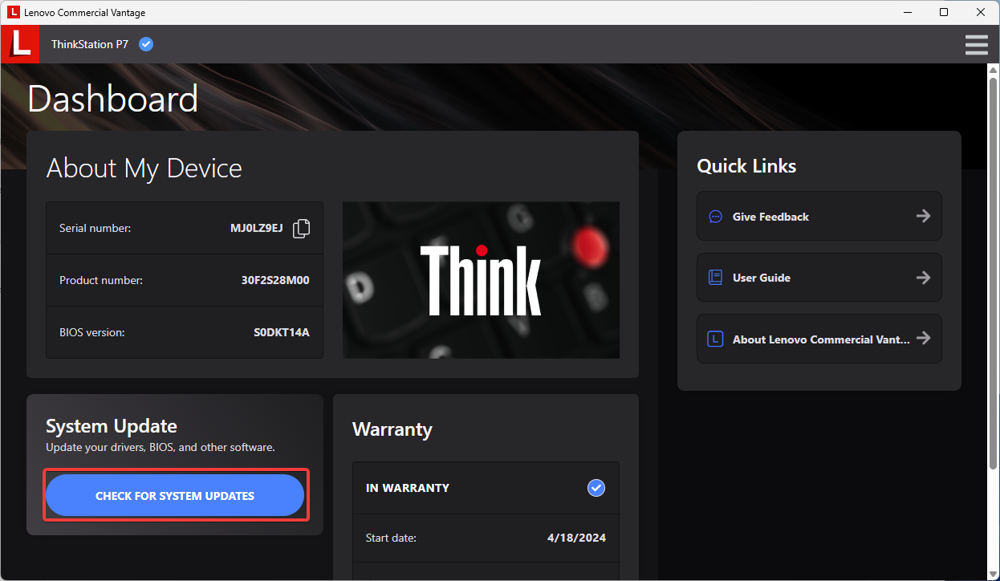 Lenovo Commercial Vantage
ThinkStation P7
Dashboard
About My Device
Serial number: MJ0LZ9EJ
Product number: 30F2S28M00
BIOS version: S0DKT14A
Think
Quick Links
Give Feedback
User Guide
About Lenovo Commercial Vant...
System Update
Update your drivers, BIOS, and other software.
CHECK FOR SYSTEM UPDATES
Warranty
IN WARRANTY
Start date: 4/18/2024